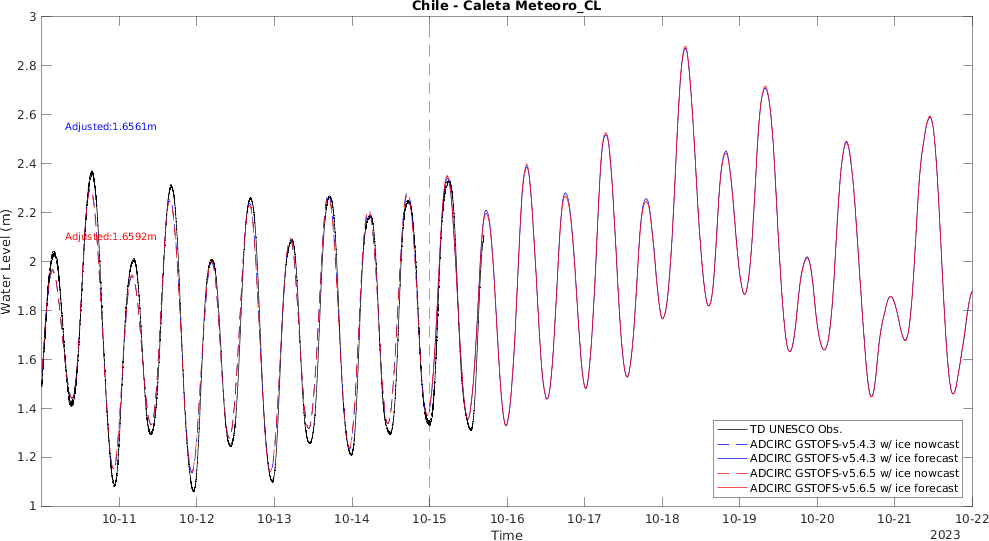 Chile - Caleta Meteoro_CL
3
2.8
2.6
2.4
2.2
2
1.8
1.6
1.4
1.2
1
Water Level (m)
Adjusted:1.6561m
Adjusted:1.6592m
TD UNESCO Obs.
ADCIRC GSTOFS-v5.4.3 w/ ice nowcast
ADCIRC GSTOFS-v5.4.3 w/ ice forecast
ADCIRC GSTOFS-v5.6.5 w/ ice nowcast
ADCIRC GSTOFS-v5.6.5 w/ ice forecast
10-11 10-12 10-13 10-14 10-15 10-16 10-17 10-18 10-19 10-20 10-21 10-22
Time
2023